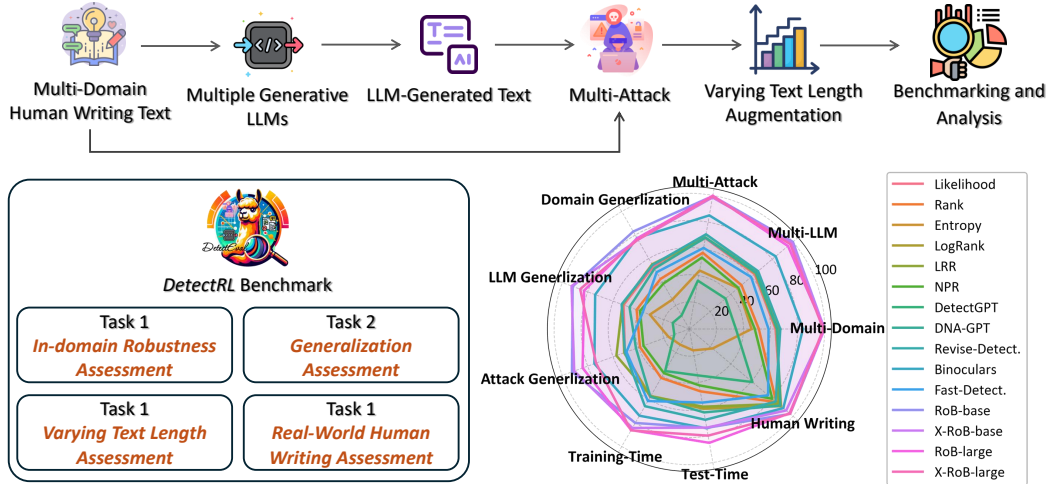 Multi-Domain
Human Writing Text
Multiple Generative
LLMs
LLM-Generated Text
Multi-Attack
Varying Text Length
Augmentation
Benchmarking and
Analysis
DetectEval
DetectRL Benchmark
Task 1
In-domain Robustness
Assessment
Task 2
Generalization
Assessment
Task 1
Varying Text Length
Assessment
Task 1
Real-World Human
Writing Assessment
Multi-Attack
Domain Generlization
Multi-LLM
LLM Generlization
100
80
60
40
20
Multi-Domain
Attack Generlization
Human Writing
Training-Time
Test-Time
Likelihood
Rank
Entropy
LogRank
LRR
NPR
DetectGPT
DNA-GPT
Revise-Detect.
Binoculars
Fast-Detect.
RoB-base
X-RoB-base
RoB-large
X-RoB-large